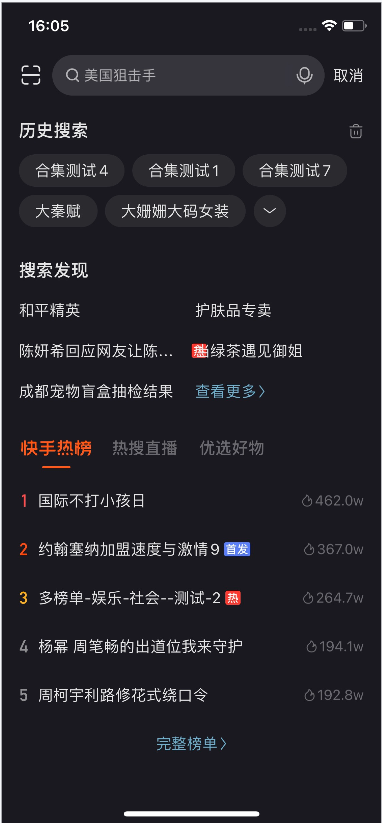 16:05
美国狙击手 取消
历史搜索
合集测试4 合集测试1 合集测试7
大秦赋 大姗姗大码女装
搜索发现
和平精英 护肤品专卖
陈妍希回应网友让陈... 热 当绿茶遇见御姐
成都宠物盲盒抽检结果 查看更多
快手热榜 热搜直播 优选好物
1 国际不打小孩日 462.0w
2 约翰塞纳加盟速度与激情9 首发 367.0w
3 多榜单-娱乐-社会--测试-2 热 264.7w
4 杨幂 周笔畅的出道位我来守护 194.1w
5 周柯宇利路修花式绕口令 192.8w
完整榜单